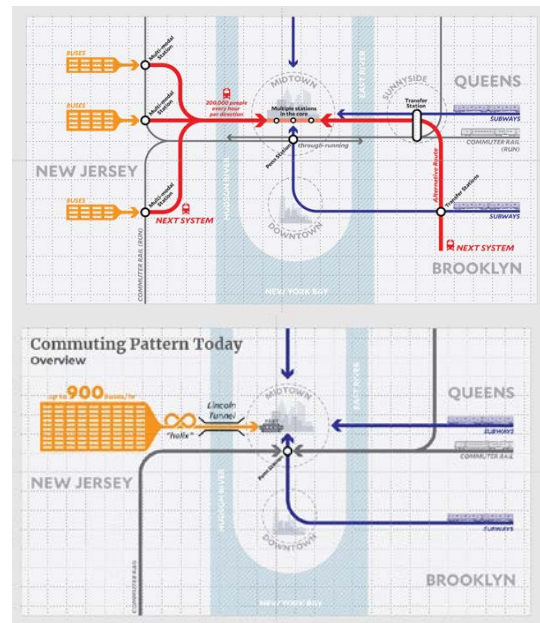 BUSES
Multi-modal
Station
BUSES
Multi-modal
Station
BUSES
Multi-modal
Station
200,000 people
every hour
per direction
MIDTOWN
Multiple stations
in the core
EAST RIVER
SUNNYSIDE
Transfer
Station
QUEENS
SUBWAYS
COMMUTER RAIL
(RUN)
through-running
Penn Station
NEW JERSEY
HUDSON RIVER
Alternative Route
Transfer Stations
SUBWAYS
NEXT SYSTEM
NEXT SYSTEM
DOWNTOWN
COMMUTER RAIL (RUN)
BROOKLYN
NEW YORK BAY
Commuting Pattern Today
Overview
up to 900 buses/hr
Lincoln
Tunnel
"helix"
MIDTOWN
EAST RIVER
QUEENS
SUBWAYS
COMMUTER RAIL
Penn Station
NEW JERSEY
HUDSON RIVER
SUBWAYS
DOWNTOWN
COMMUTER RAIL
BROOKLYN
NEW YORK BAY